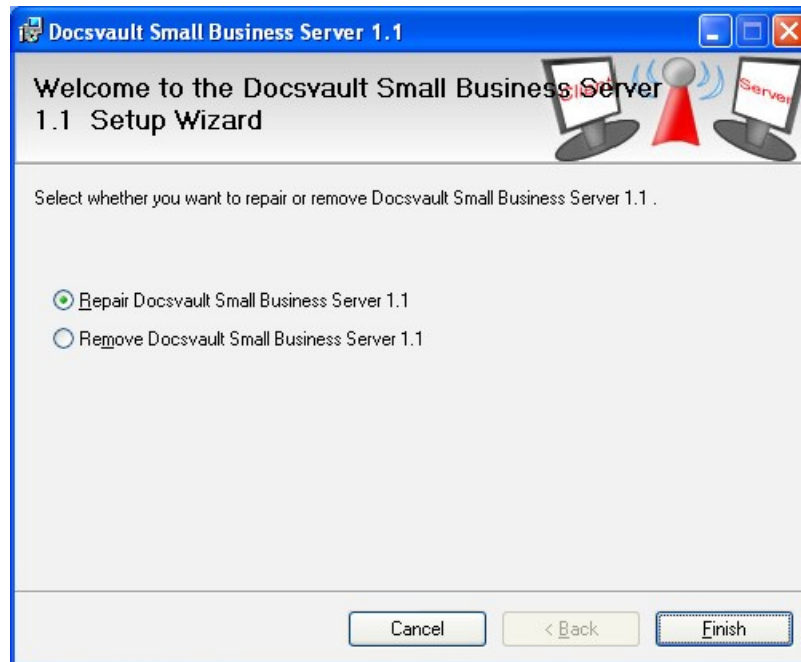 Docsvault Small Business Server 1.1
Welcome to the Docsvault Small Business Server
1.1 Setup Wizard
Client
Server
Select whether you want to repair or remove Docsvault Small Business Server 1.1 .
Repair Docsvault Small Business Server 1.1
Remove Docsvault Small Business Server 1.1
Cancel
< Back
Finish